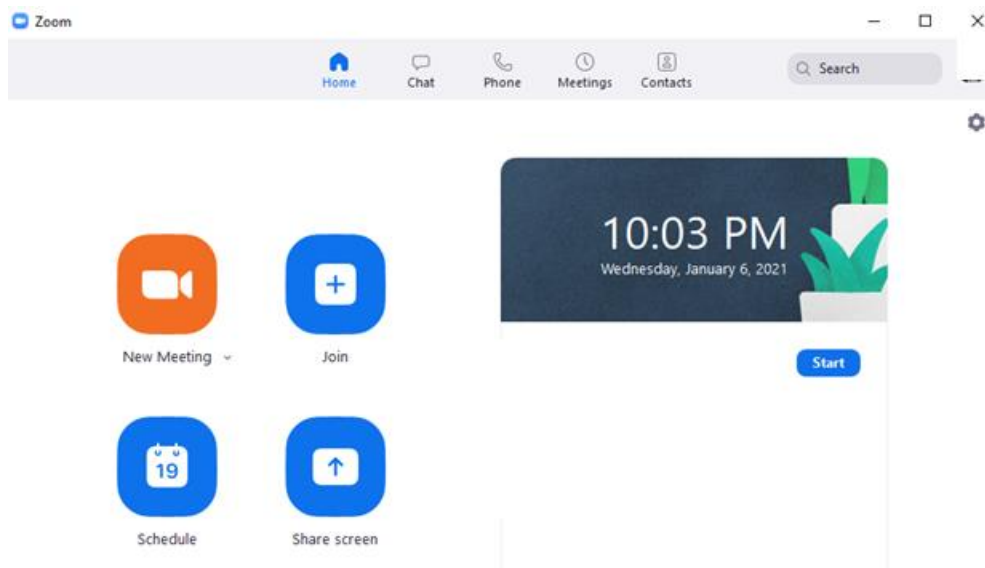 Zoom
Home Chat Phone Meetings Contacts Search
10:03 PM
Wednesday, January 6, 2021
New Meeting Join
Start
19
Schedule Share screen